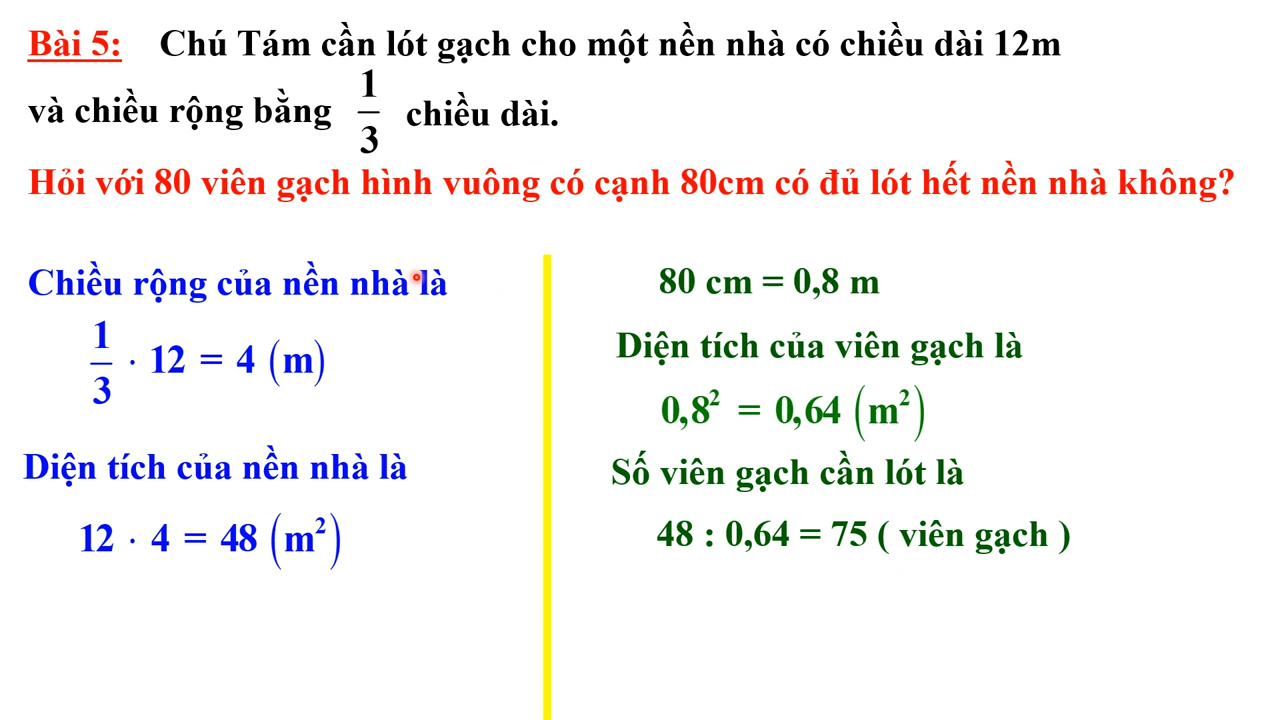 Bài 5: Chú Tám cần lót gạch cho một nền nhà có chiều dài 12m
và chiều rộng bằng 1/3 chiều dài.
Hỏi với 80 viên gạch hình vuông có cạnh 80cm có đủ lót hết nền nhà không?
Chiều rộng của nền nhà là
1/3 · 12 = 4 (m)
Diện tích của nền nhà là
12 · 4 = 48 (m²)
80 cm = 0,8 m
Diện tích của viên gạch là
0,8² = 0,64 (m²)
Số viên gạch cần lót là
48 : 0,64 = 75 ( viên gạch )